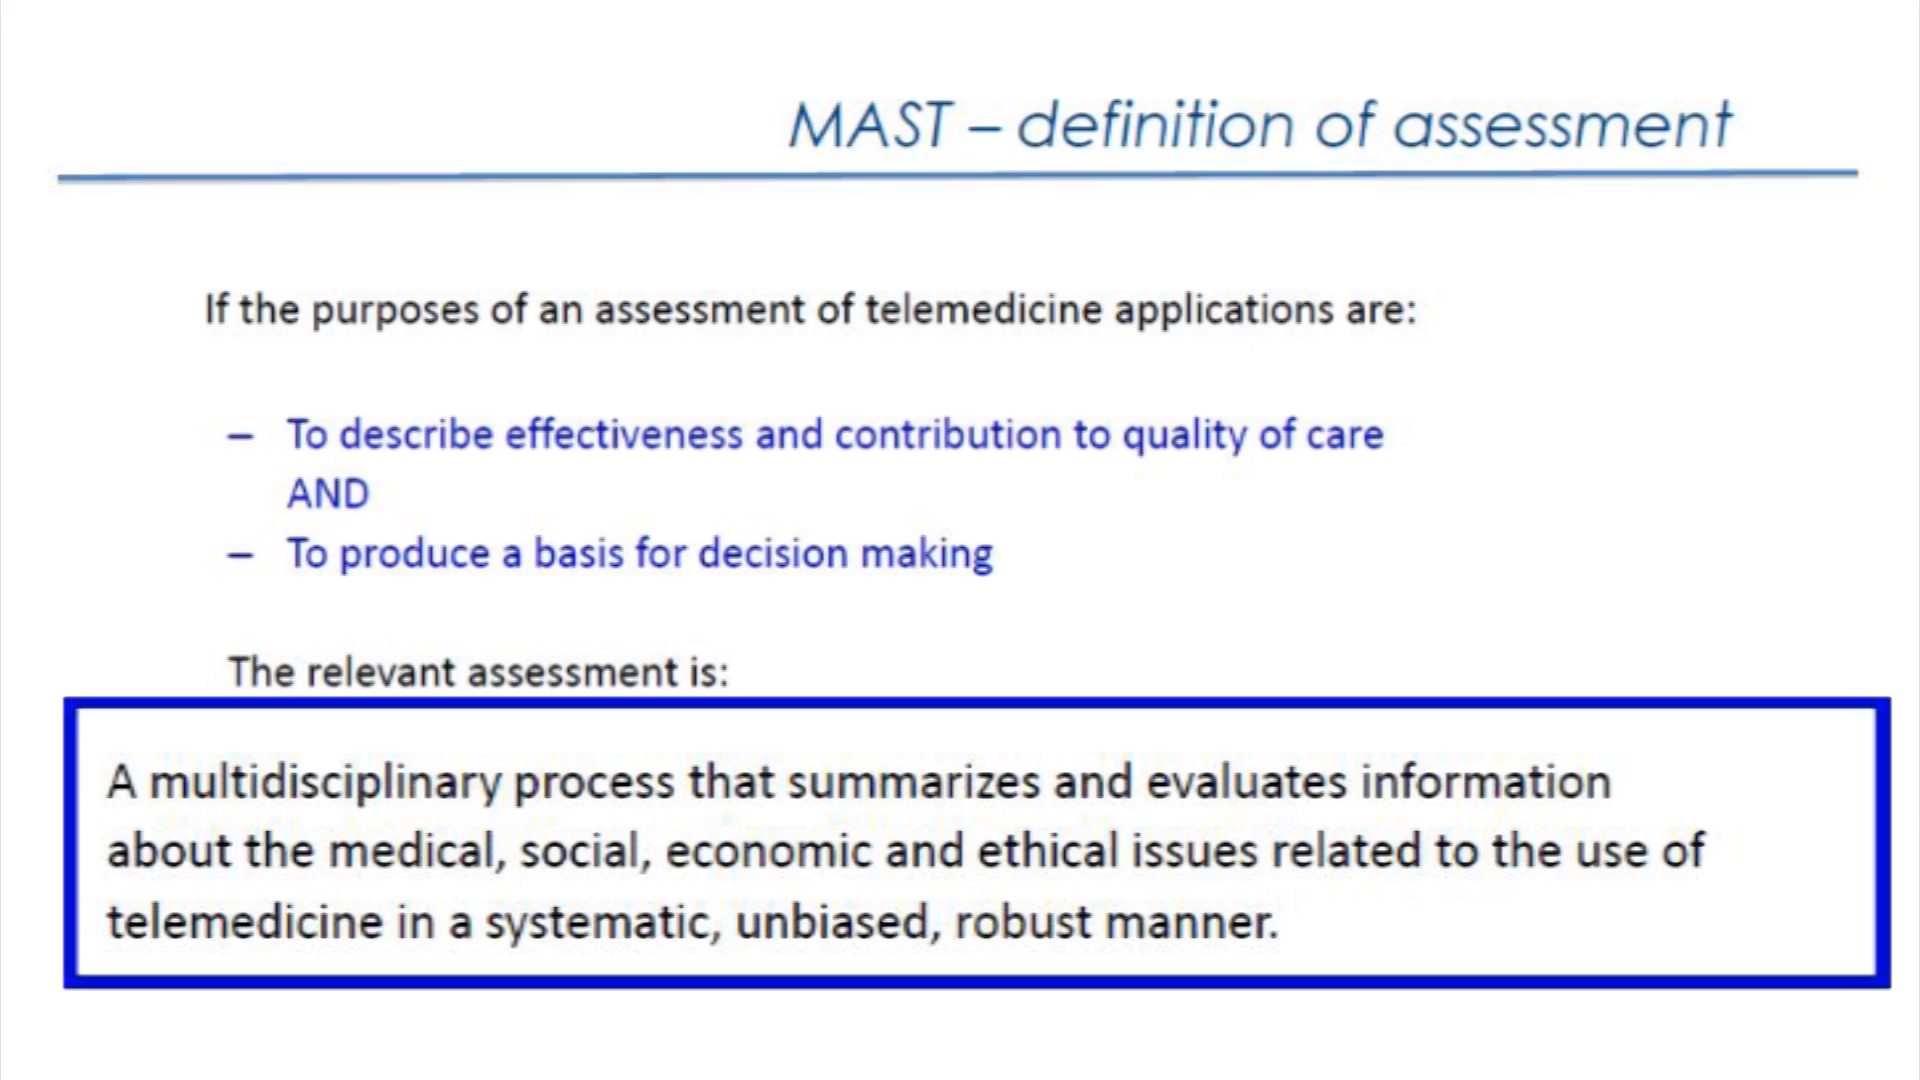 MAST – definition of assessment
If the purposes of an assessment of telemedicine applications are:
– To describe effectiveness and contribution to quality of care
AND
– To produce a basis for decision making
The relevant assessment is:
A multidisciplinary process that summarizes and evaluates information
about the medical, social, economic and ethical issues related to the use of
telemedicine in a systematic, unbiased, robust manner.